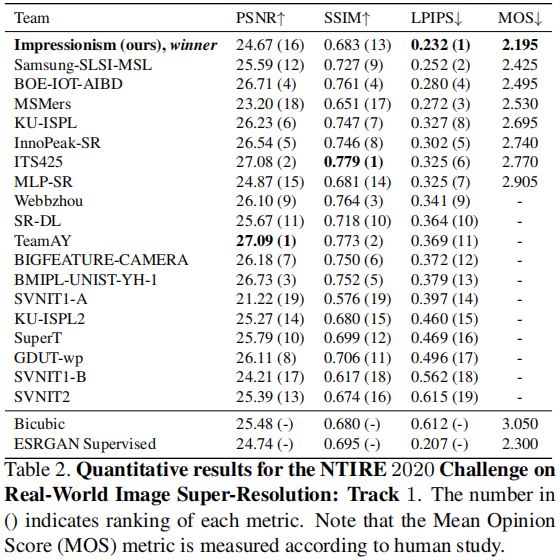 Team PSNR↑ SSIM↑ LPIPS↓ MOS↓
Impressionism (ours), winner 24.67 (16) 0.683 (13) 0.232 (1) 2.195
Samsung-SLSI-MSL 25.59 (12) 0.727 (9) 0.252 (2) 2.425
BOE-IOT-AIBD 26.71 (4) 0.761 (4) 0.280 (4) 2.495
MSMers 23.20 (18) 0.651 (17) 0.272 (3) 2.530
KU-ISPL 26.23 (6) 0.747 (7) 0.327 (8) 2.695
InnoPeak-SR 26.54 (5) 0.746 (8) 0.302 (5) 2.740
ITS425 27.08 (2) 0.779 (1) 0.325 (6) 2.770
MLP-SR 24.87 (15) 0.681 (14) 0.325 (7) 2.905
Webbzhou 26.10 (9) 0.764 (3) 0.341 (9) -
SR-DL 25.67 (11) 0.718 (10) 0.364 (10) -
TeamAY 27.09 (1) 0.773 (2) 0.369 (11) -
BIGFEATURE-CAMERA 26.18 (7) 0.750 (6) 0.372 (12) -
BMIPL-UNIST-YH-1 26.73 (3) 0.752 (5) 0.379 (13) -
SVNIT1-A 21.22 (19) 0.576 (19) 0.397 (14) -
KU-ISPL2 25.27 (14) 0.680 (15) 0.460 (15) -
SuperT 25.79 (10) 0.699 (12) 0.469 (16) -
GDUT-wp 26.11 (8) 0.706 (11) 0.496 (17) -
SVNIT1-B 24.21 (17) 0.617 (18) 0.562 (18) -
SVNIT2 25.39 (13) 0.674 (16) 0.615 (19) -
Bicubic 25.48 (-) 0.680 (-) 0.612 (-) 3.050
ESRGAN Supervised 24.74 (-) 0.695 (-) 0.207 (-) 2.300
Table 2. Quantitative results for the NTIRE 2020 Challenge on
Real-World Image Super-Resolution: Track 1. The number in
() indicates ranking of each metric. Note that the Mean Opinion
Score (MOS) metric is measured according to human study.